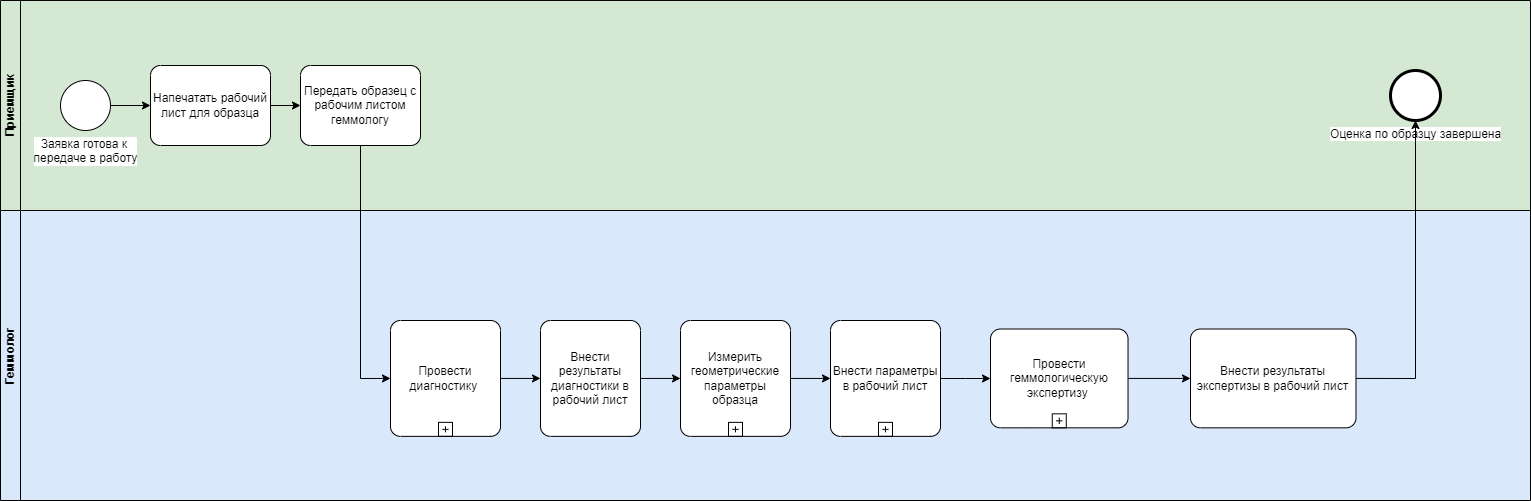 Приемщик
Заявка готова к
передаче в работу
Напечатать рабочий
лист для образца
Передать образец с
рабочим листом
геммологу
Оценка по образцу завершена
Геммолог
Провести
диагностику
Внести
результаты
диагностики в
рабочий лист
Измерить
геометрические
параметры
образца
Внести параметры
в рабочий лист
Провести
геммологическую
экспертизу
Внести результаты
экспертизы в рабочий лист